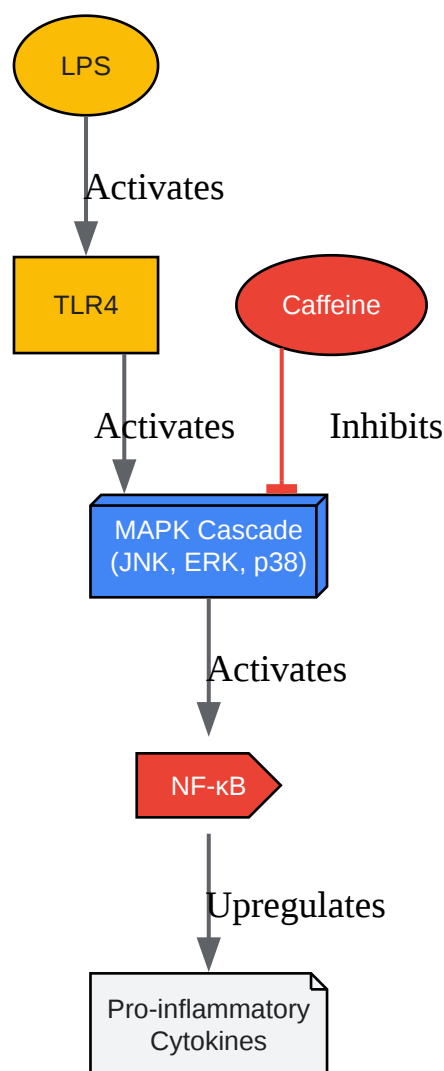 LPS
Activates
TLR4
Caffeine
Activates
Inhibits
MAPK Cascade
(JNK, ERK, p38)
Activates
NF-κB
Upregulates
Pro-inflammatory
Cytokines